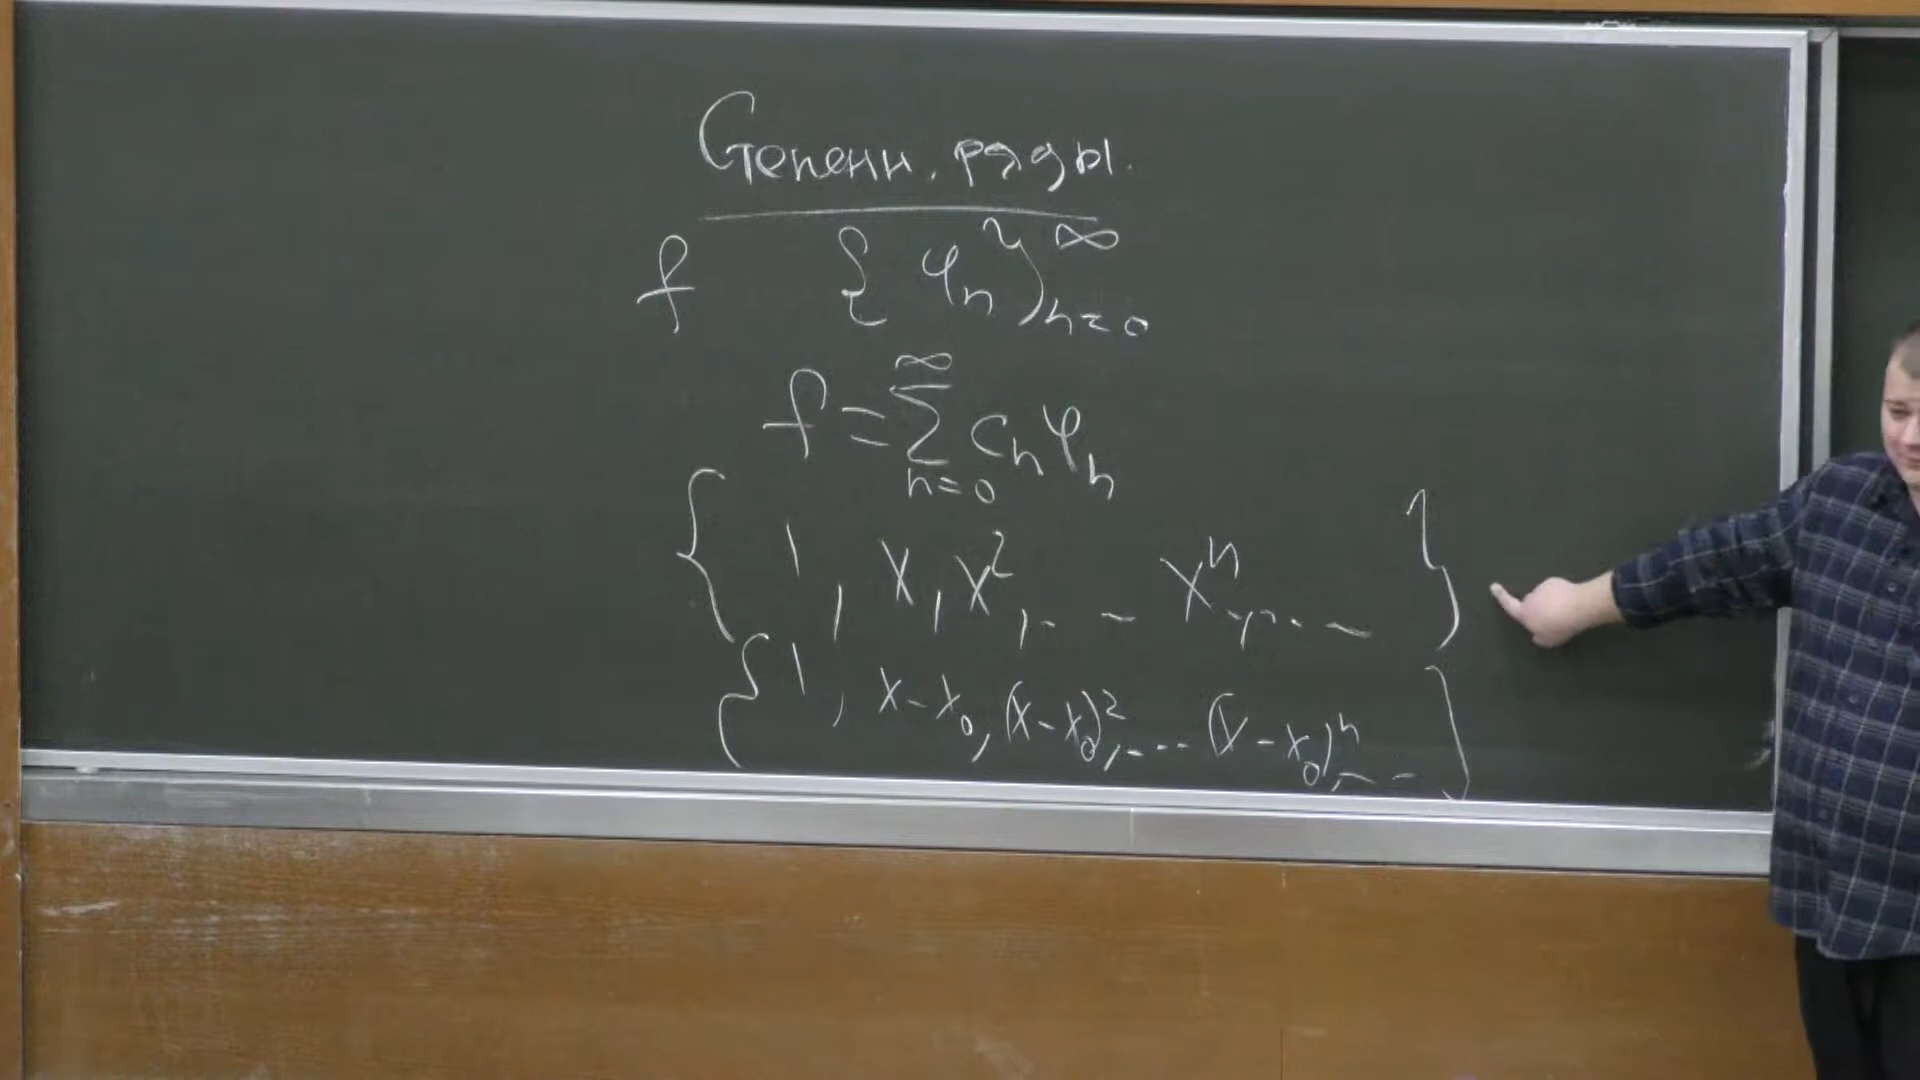 Степенн. ряды.
f {φₙ}ₙ₌₀^∞
f = ∑ₙ₌₀^∞ cₙφₙ
{1, x, x², ... xⁿ, ...}
{1, x-x₀, (x-x₀)², ... (x-x₀)ⁿ, ...}